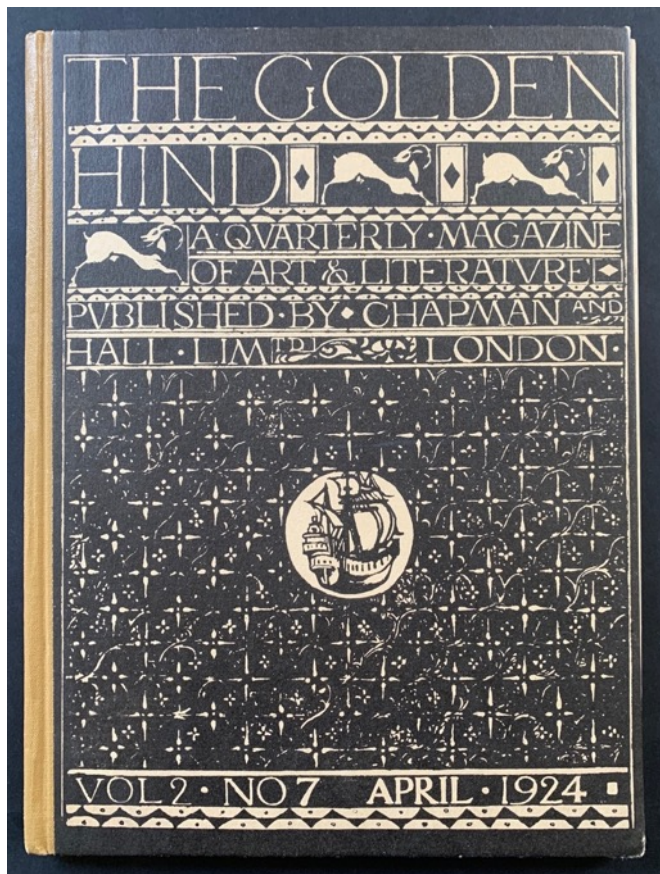 THE GOLDEN
HIND
A·QVARTERLY·MAGAZINE
OF ART & LITERATVRE
PVBLISHED·BY·CHAPMAN AND
HALL·LIMTD LONDON·
VOL 2·NO 7 APRIL·1924